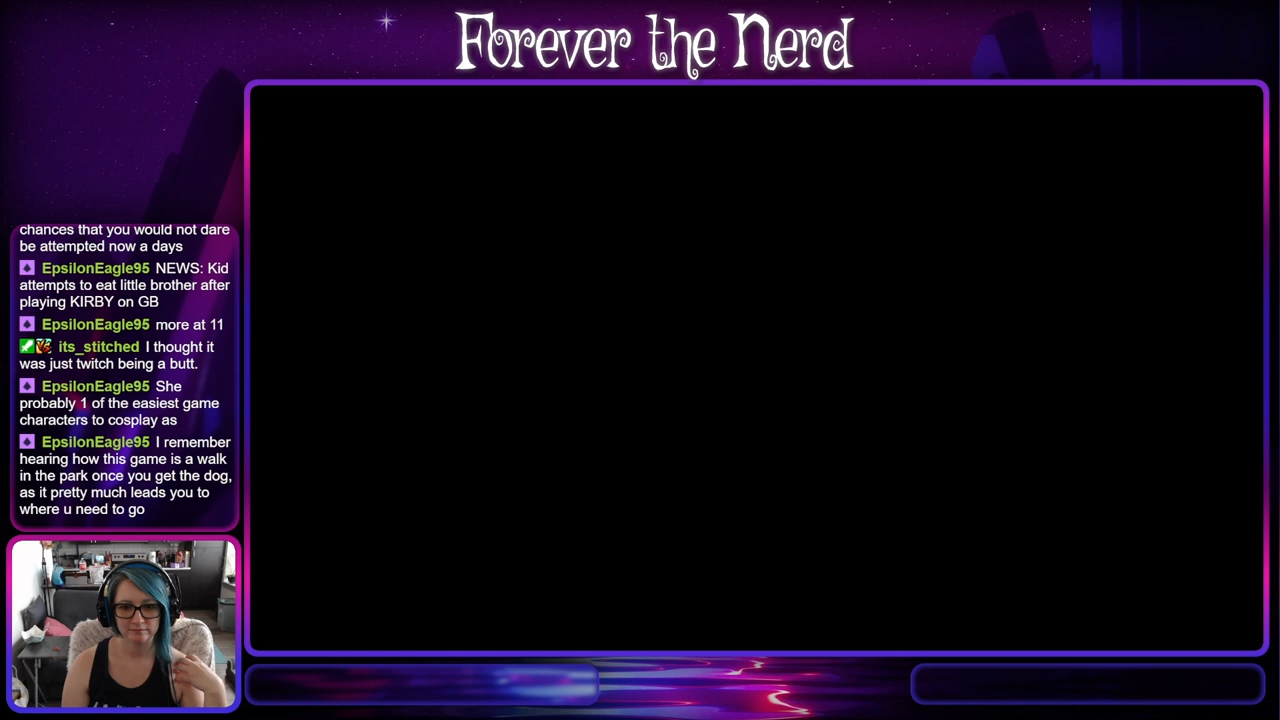 Forever the Nerd
chances that you would not dare
be attempted now a days
EpsilonEagle95 NEWS: Kid
attempts to eat little brother after
playing KIRBY on GB
EpsilonEagle95 more at 11
its_stitched I thought it
was just twitch being a butt.
EpsilonEagle95 She
probably 1 of the easiest game
characters to cosplay as
EpsilonEagle95 I remember
hearing how this game is a walk
in the park once you get the dog,
as it pretty much leads you to
where u need to go